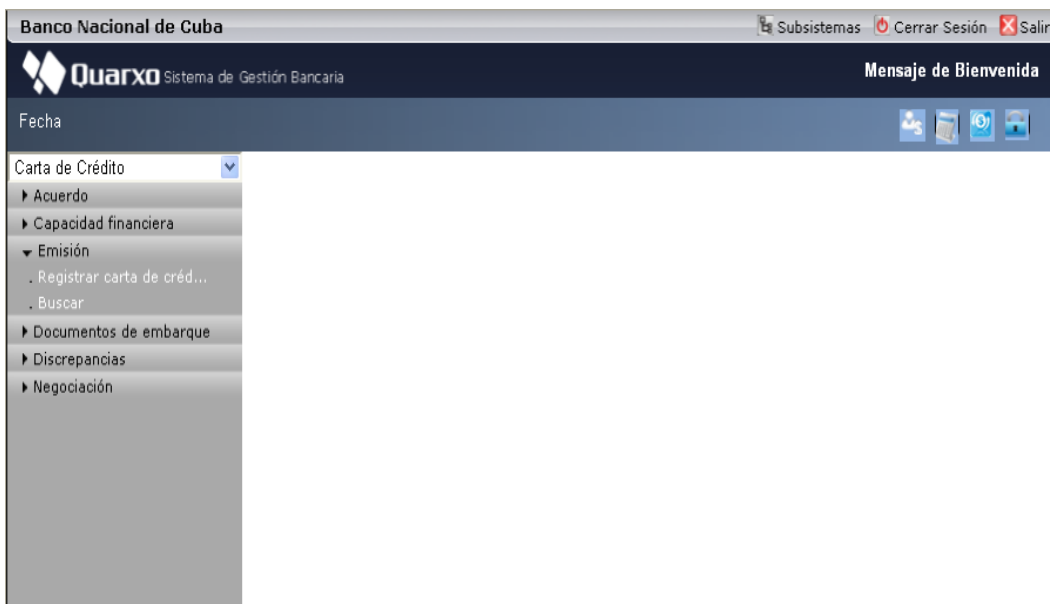 Banco Nacional de Cuba Subsistemas Cerrar Sesión Salir
Quarxo Sistema de Gestión Bancaria Mensaje de Bienvenida
Fecha
Carta de Crédito
Acuerdo
Capacidad financiera
Emisión
. Registrar carta de créd...
. Buscar
Documentos de embarque
Discrepancias
Negociación